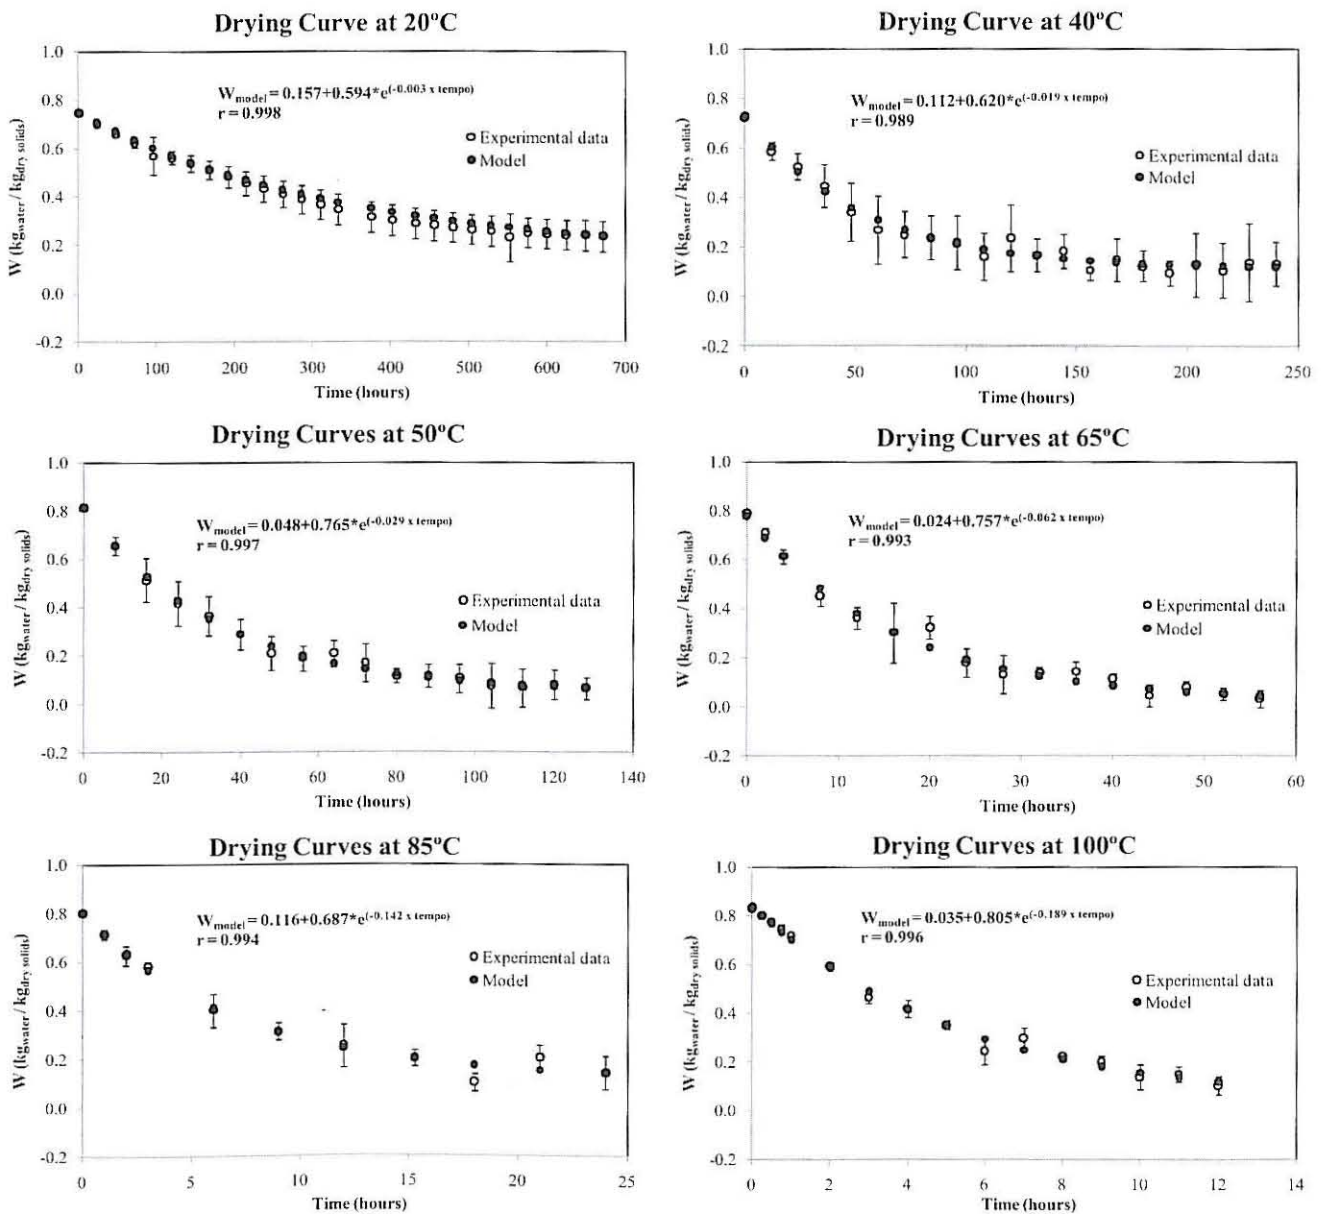 Drying Curve at 20ºC
1.0
0.8
0.6
0.4
0.2
0.0
-0.2
W (kgwater / kgdry solids)
Wmodel = 0.157+0.594*e(-0.003 x tempo)
r = 0.998
Experimental data
Model
0 100 200 300 400 500 600 700
Time (hours)
Drying Curve at 40ºC
1.0
0.8
0.6
0.4
0.2
0.0
-0.2
W (kgwater / kgdry solids)
Wmodel = 0.112+0.620*e(-0.019 x tempo)
r = 0.989
Experimental data
Model
0 50 100 150 200 250
Time (hours)
Drying Curves at 50ºC
1.0
0.8
0.6
0.4
0.2
0.0
-0.2
W (kgwater / kgdry solids)
Wmodel = 0.048+0.765*e(-0.029 x tempo)
r = 0.997
Experimental data
Model
0 20 40 60 80 100 120 140
Time (hours)
Drying Curves at 65ºC
1.0
0.8
0.6
0.4
0.2
0.0
-0.2
W (kgwater / kgdry solids)
Wmodel = 0.024+0.757*e(-0.062 x tempo)
r = 0.993
Experimental data
Model
0 10 20 30 40 50 60
Time (hours)
Drying Curves at 85ºC
1.0
0.8
0.6
0.4
0.2
0.0
-0.2
W (kgwater / kgdry solids)
Wmodel = 0.116+0.687*e(-0.142 x tempo)
r = 0.994
Experimental data
Model
0 5 10 15 20 25
Time (hours)
Drying Curves at 100ºC
1.0
0.8
0.6
0.4
0.2
0.0
-0.2
W (kgwater / kgdry solids)
Wmodel = 0.035+0.805*e(-0.189 x tempo)
r = 0.996
Experimental data
Model
0 2 4 6 8 10 12 14
Time (hours)